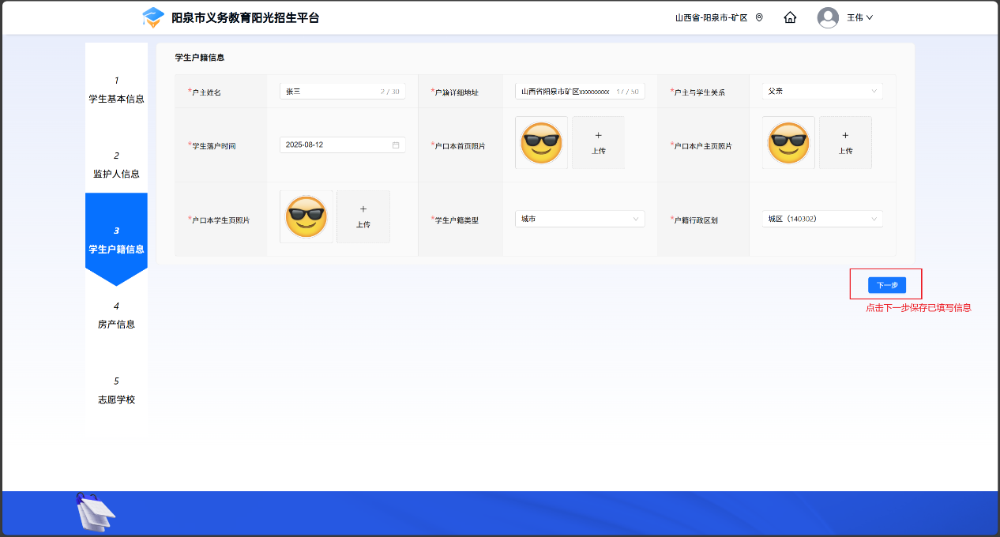 阳泉市义务教育阳光招生平台
山西省-阳泉市-矿区
王伟
1
学生基本信息
2
监护人信息
3
学生户籍信息
4
房产信息
5
志愿学校
学生户籍信息
*户主姓名
张三 2 / 30
*户籍详细地址
山西省阳泉市矿区xxxxxxxxx 17 / 50
*户主与学生关系
父亲
*学生落户时间
2025-08-12
*户口本首页照片
+
上传
*户口本户主页照片
+
上传
*户口本学生页照片
+
上传
*学生户籍类型
城市
*户籍行政区划
城区（140302）
下一步
点击下一步保存已填写信息